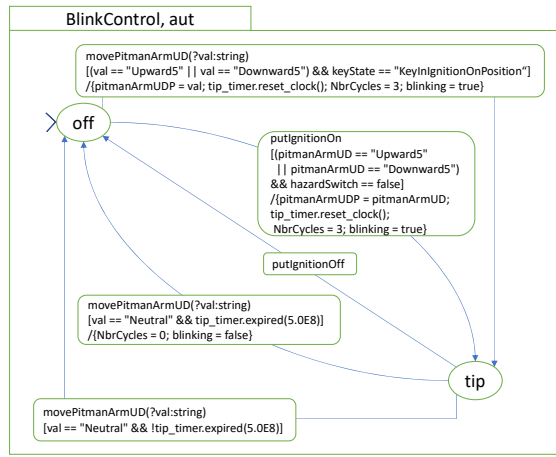 BlinkControl, aut
movePitmanArmUD(?val:string)
[(val == "Upward5" || val == "Downward5") && keyState == "KeyInIgnitionOnPosition“]
/{pitmanArmUDP = val; tip_timer.reset_clock(); NbrCycles = 3; blinking = true}
off
putIgnitionOn
[(pitmanArmUD == "Upward5"
|| pitmanArmUD == "Downward5")
&& hazardSwitch == false]
/{pitmanArmUDP = pitmanArmUD;
tip_timer.reset_clock();
NbrCycles = 3; blinking = true}
putIgnitionOff
movePitmanArmUD(?val:string)
[val == "Neutral" && tip_timer.expired(5.0E8)]
/{NbrCycles = 0; blinking = false}
tip
movePitmanArmUD(?val:string)
[val == "Neutral" && !tip_timer.expired(5.0E8)]